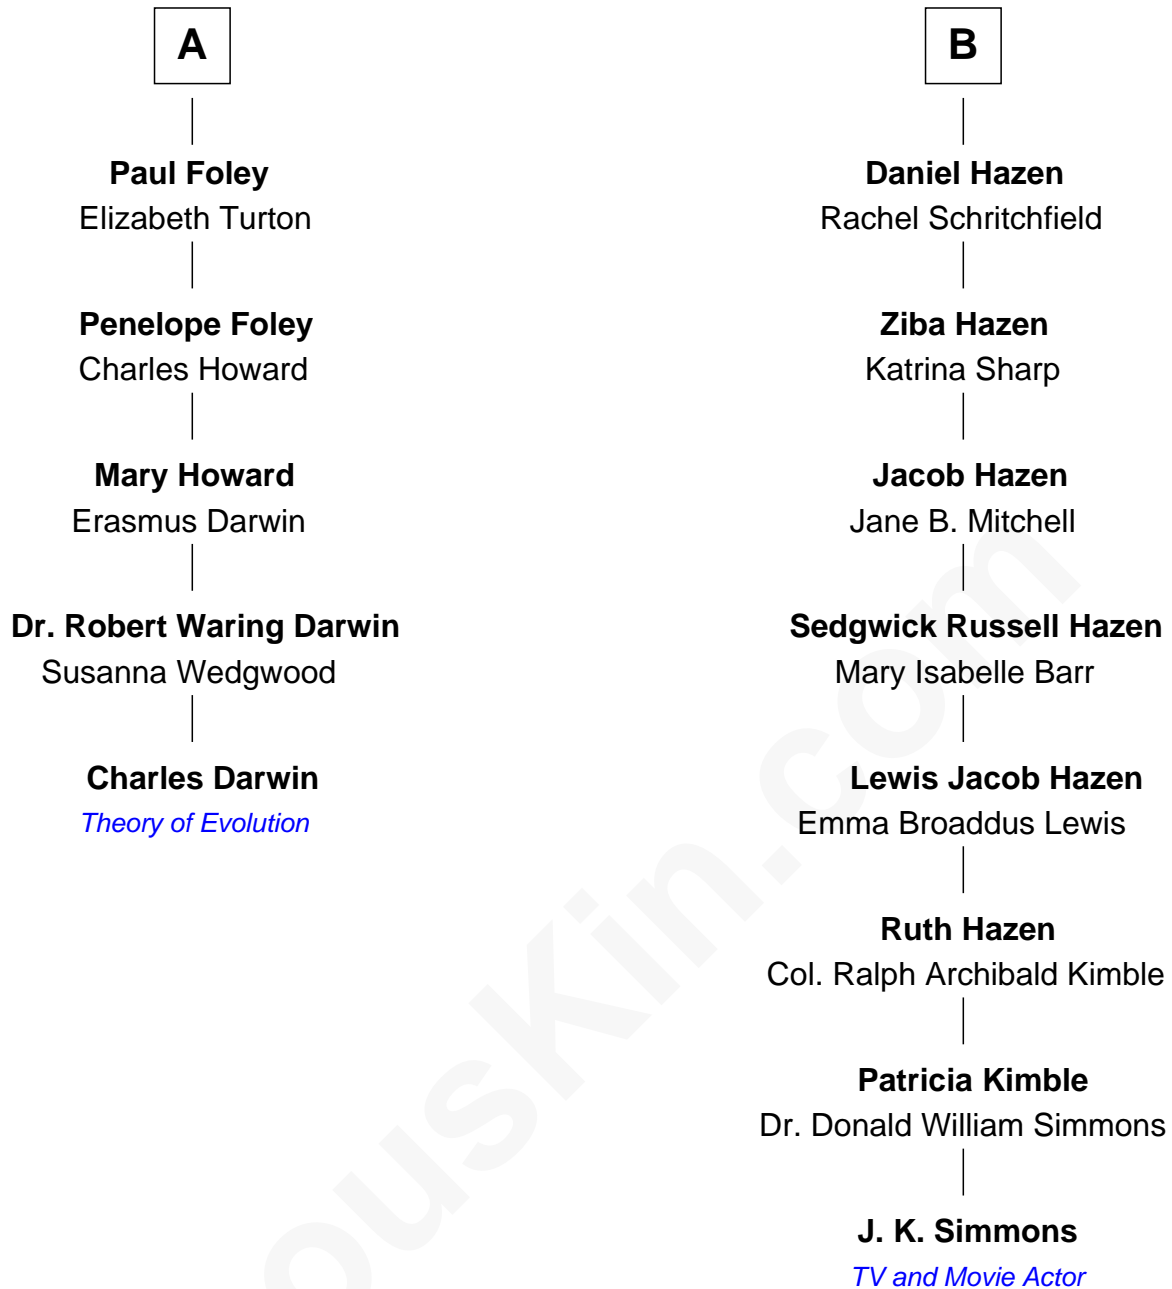 A
Paul Foley
Elizabeth Turton
Penelope Foley
Charles Howard
Mary Howard
Erasmus Darwin
Dr. Robert Waring Darwin
Susanna Wedgwood
Charles Darwin
Theory of Evolution
B
Daniel Hazen
Rachel Schritchfield
Ziba Hazen
Katrina Sharp
Jacob Hazen
Jane B. Mitchell
Sedgwick Russell Hazen
Mary Isabelle Barr
Lewis Jacob Hazen
Emma Broaddus Lewis
Ruth Hazen
Col. Ralph Archibald Kimble
Patricia Kimble
Dr. Donald William Simmons
J. K. Simmons
TV and Movie Actor
ousKin.com